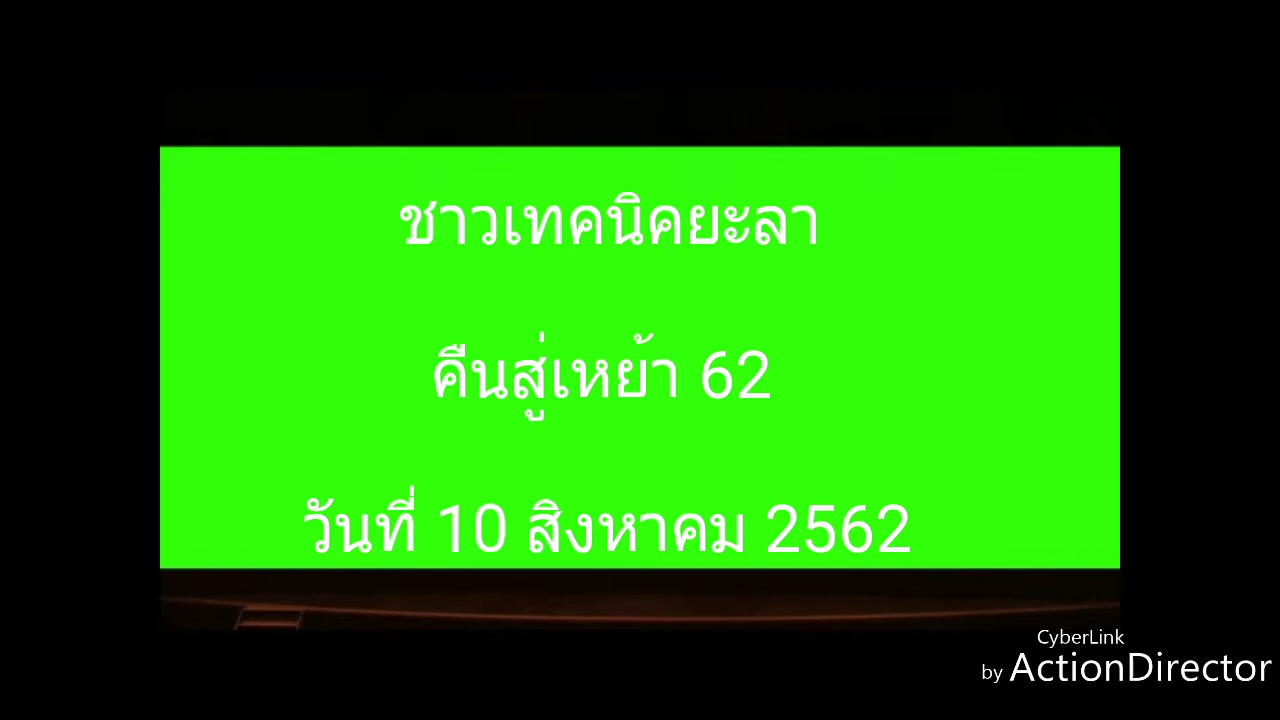 ชาวเทคนิคยะลา
คืนสู่เหย้า 62
วันที่ 10 สิงหาคม 2562
CyberLink
by ActionDirector